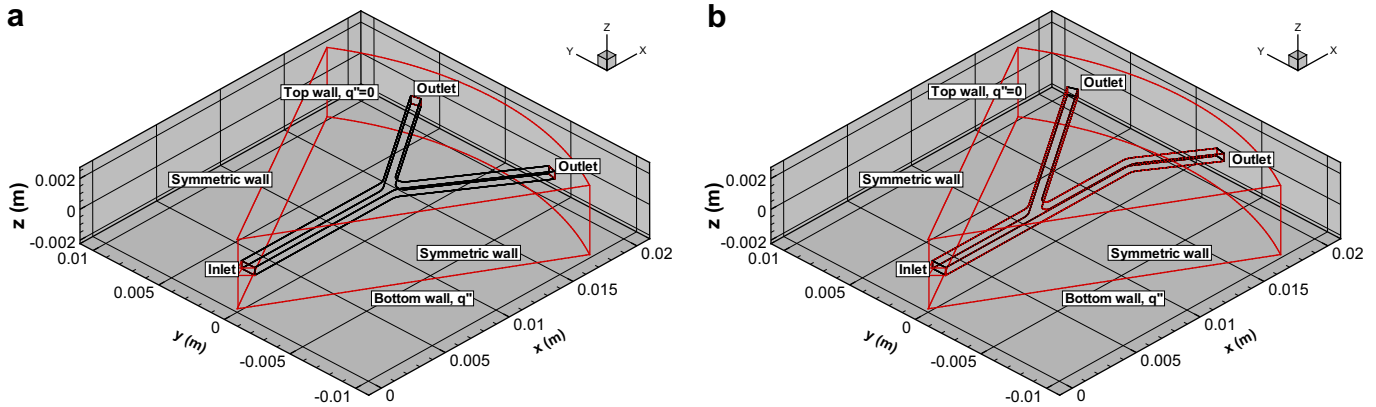 a
Z
Y
X
Top wall, q"=0
Outlet
Outlet
Symmetric wall
Symmetric wall
Inlet
Bottom wall, q"
z (m)
0.002
0
-0.002
0.01
0.005
0
-0.005
-0.01
y (m)
0
0.005
0.01
0.015
0.02
x (m)
b
Z
Y
X
Top wall, q"=0
Outlet
Outlet
Symmetric wall
Symmetric wall
Inlet
Bottom wall, q"
z (m)
0.002
0
-0.002
0.01
0.005
0
-0.005
-0.01
y (m)
0
0.005
0.01
0.015
0.02
x (m)